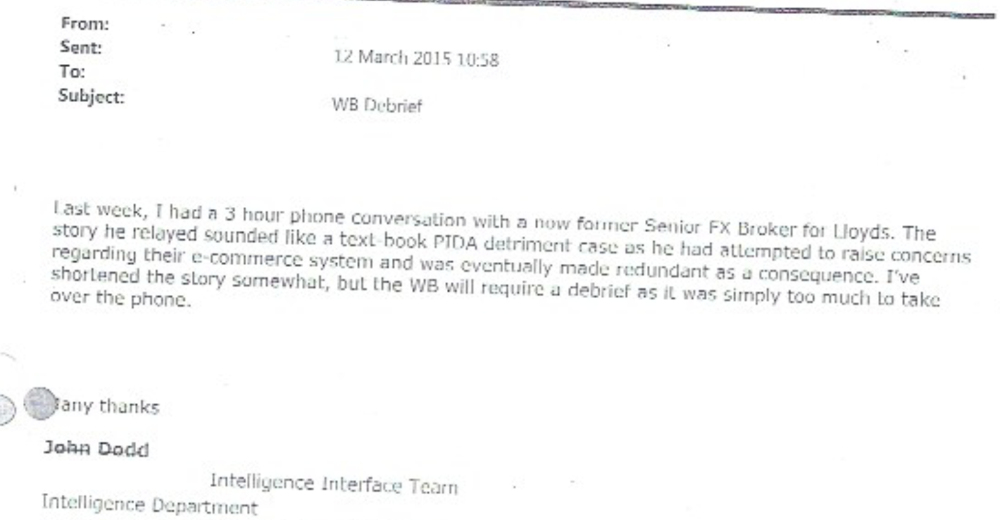 From:
Sent: 12 March 2015 10:58
To:
Subject: WB Debrief
Last week, I had a 3 hour phone conversation with a now former Senior FX Broker for Lloyds. The
story he relayed sounded like a text-book PIDA detriment case as he had attempted to raise concerns
regarding their e-commerce system and was eventually made redundant as a consequence. I've
shortened the story somewhat, but the WB will require a debrief as it was simply too much to take
over the phone.
Many thanks
John Dodd
Intelligence Interface Team
Intelligence Department